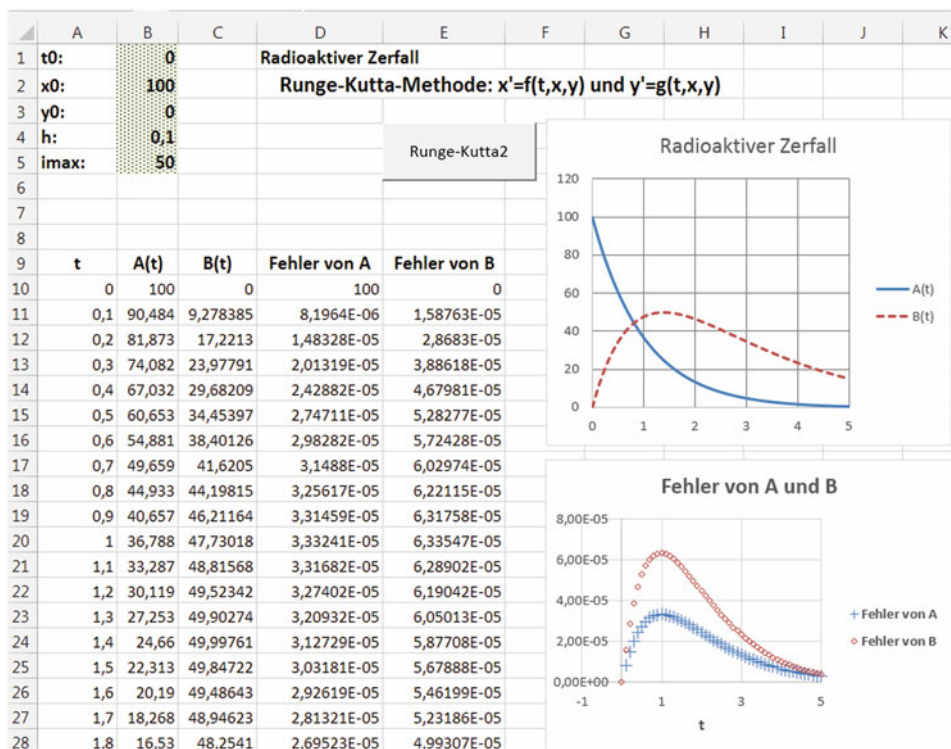 A B C D E F G H I J K
1 t0: 0 Radioaktiver Zerfall
2 x0: 100 Runge-Kutta-Methode: x'=f(t,x,y) und y'=g(t,x,y)
3 y0: 0
4 h: 0,1
5 imax: 50
Runge-Kutta2
6
7
8
9 t A(t) B(t) Fehler von A Fehler von B
10 0 100 0 100 0
11 0,1 90,484 9,278385 8,1964E-06 1,58763E-05
12 0,2 81,873 17,2213 1,48328E-05 2,8683E-05
13 0,3 74,082 23,97791 2,01319E-05 3,88618E-05
14 0,4 67,032 29,68209 2,42882E-05 4,67981E-05
15 0,5 60,653 34,45397 2,74711E-05 5,28277E-05
16 0,6 54,881 38,40126 2,98282E-05 5,72428E-05
17 0,7 49,659 41,6205 3,1488E-05 6,02974E-05
18 0,8 44,933 44,19815 3,25617E-05 6,22115E-05
19 0,9 40,657 46,21164 3,31459E-05 6,31758E-05
20 1 36,788 47,73018 3,33241E-05 6,33547E-05
21 1,1 33,287 48,81568 3,31682E-05 6,28902E-05
22 1,2 30,119 49,52342 3,27402E-05 6,19042E-05
23 1,3 27,253 49,90274 3,20932E-05 6,05013E-05
24 1,4 24,66 49,99761 3,12729E-05 5,87708E-05
25 1,5 22,313 49,84722 3,03181E-05 5,67888E-05
26 1,6 20,19 49,48643 2,92619E-05 5,46199E-05
27 1,7 18,268 48,94623 2,81321E-05 5,23186E-05
28 1,8 16,53 48,2541 2,69523E-05 4,99307E-05
Radioaktiver Zerfall
120
100
80
60
40
20
0
0 1 2 3 4 5
A(t)
B(t)
Fehler von A und B
8,00E-05
6,00E-05
4,00E-05
2,00E-05
0,00E+00
-1 1 3 5
t
Fehler von A
Fehler von B